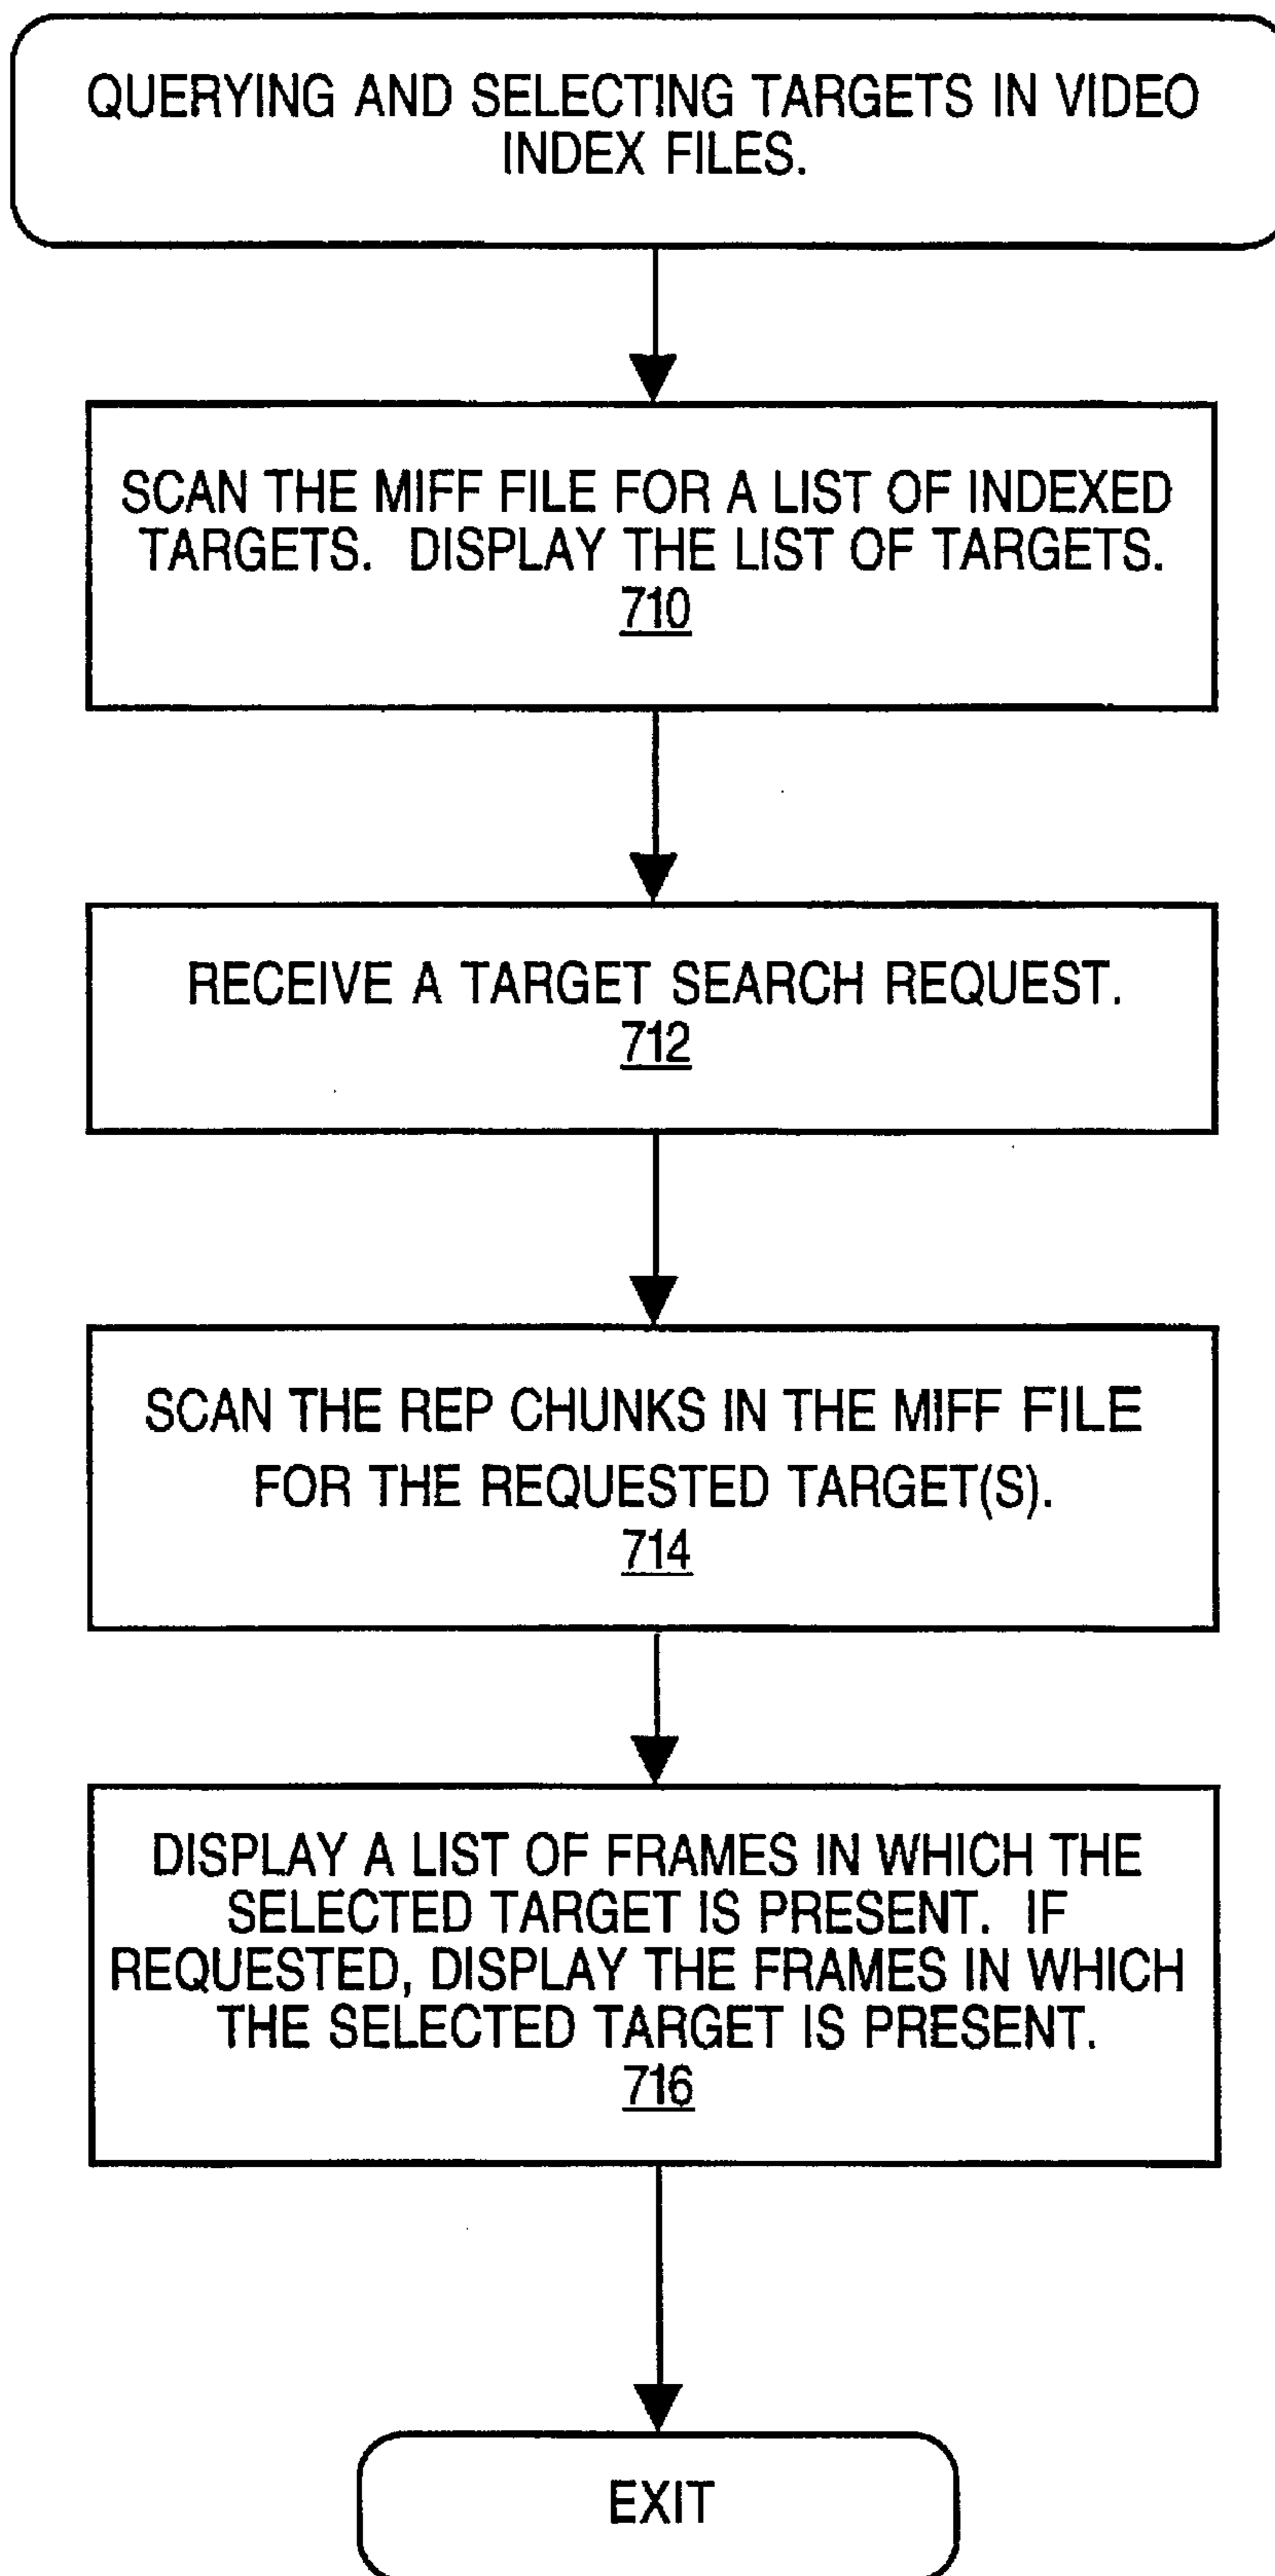 QUERYING AND SELECTING TARGETS IN VIDEO
INDEX FILES.
SCAN THE MIFF FILE FOR A LIST OF INDEXED
TARGETS. DISPLAY THE LIST OF TARGETS.
710
RECEIVE A TARGET SEARCH REQUEST.
712
SCAN THE REP CHUNKS IN THE MIFF FILE
FOR THE REQUESTED TARGET(S).
714
DISPLAY A LIST OF FRAMES IN WHICH THE
SELECTED TARGET IS PRESENT. IF
REQUESTED, DISPLAY THE FRAMES IN WHICH
THE SELECTED TARGET IS PRESENT.
716
EXIT